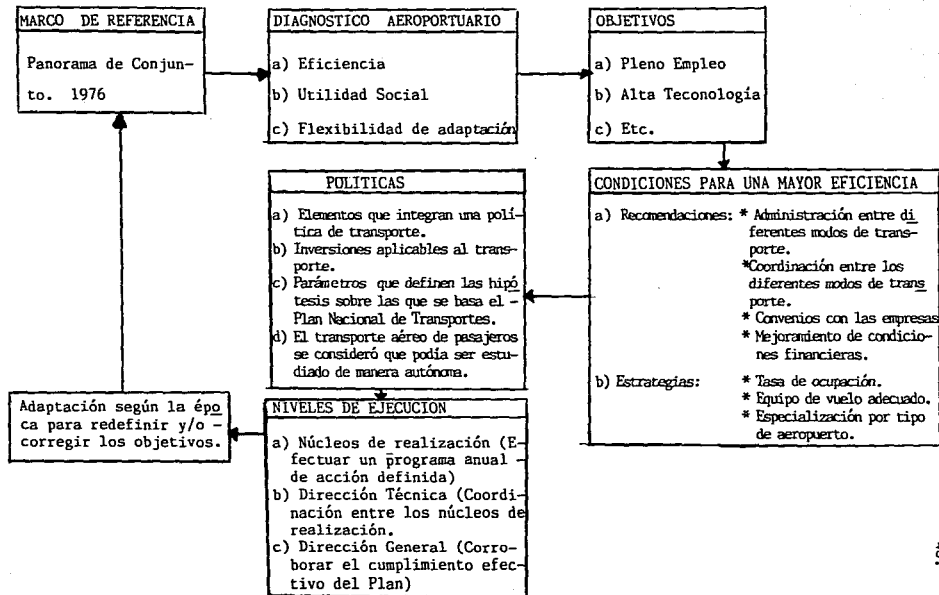 MARCO DE REFERENCIA
Panorama de Conjun-
to. 1976
DIAGNOSTICO AEROPORTUARIO
a) Eficiencia
b) Utilidad Social
c) Flexibilidad de adaptación
OBJETIVOS
a) Pleno Empleo
b) Alta Teconología
c) Etc.
CONDICIONES PARA UNA MAYOR EFICIENCIA
a) Recomendaciones: * Administración entre di
ferentes modos de trans-
porte.
*Coordinación entre los
diferentes modos de trans
porte.
* Convenios con las empresas
* Mejoramiento de condicio-
nes financieras.
b) Estrategias: * Tasa de ocupación.
* Equipo de vuelo adecuado.
* Especialización por tipo
de aeropuerto.
POLITICAS
a) Elementos que integran una polí-
tica de transporte.
b) Inversiones aplicables al trans-
porte.
c) Parámetros que definen las hipó
tesis sobre las que se basa el -
Plan Nacional de Transportes.
d) El transporte aéreo de pasajeros
se consideró que podía ser estu-
diado de manera autónoma.
NIVELES DE EJECUCION
a) Núcleos de realización (E-
fectuar un programa anual -
de acción definida)
b) Dirección Técnica (Coordi-
nación entre los núcleos de
realización.
c) Dirección General (Corro-
borar el cumplimiento efec-
tivo del Plan)
Adaptación según la épo
ca para redefinir y/o -
corregir los objetivos.